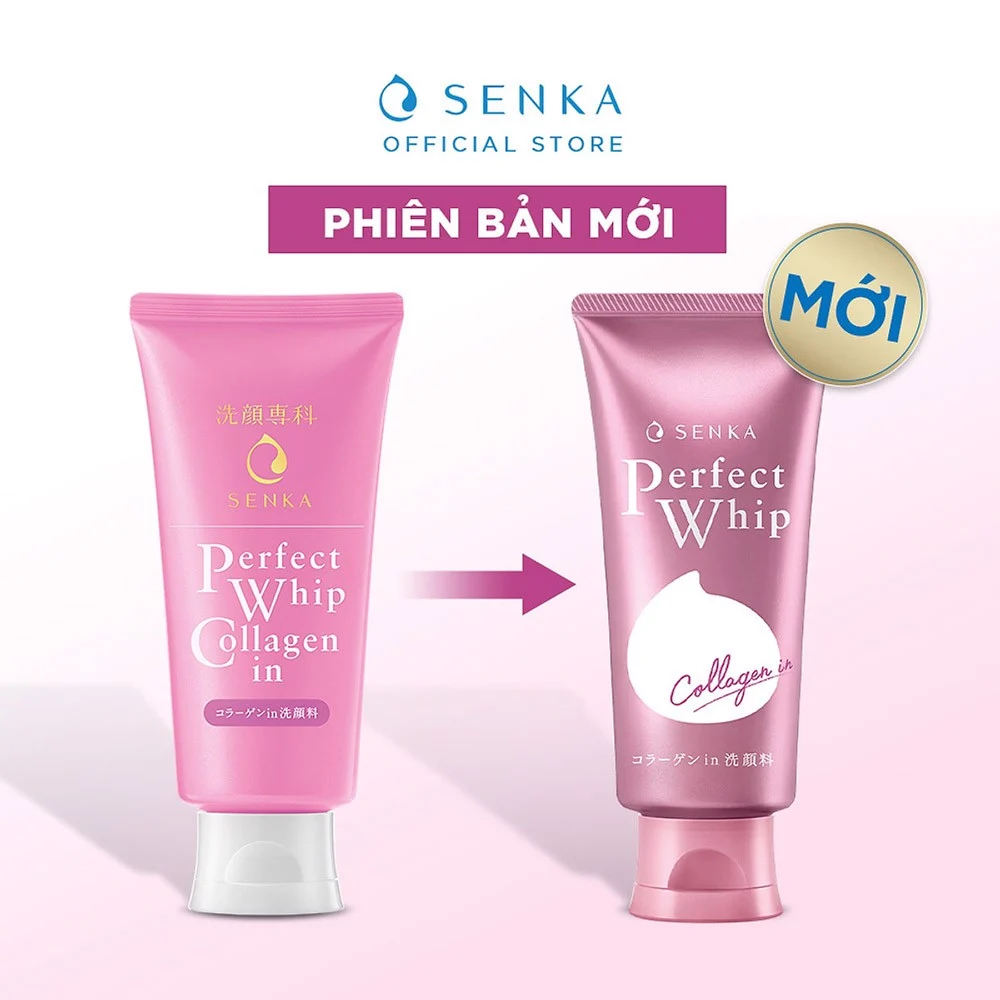 SENKA
OFFICIAL STORE
PHIÊN BẢN MỚI
MỚI
洗顔専科
SENKA
Perfect
Whip
Collagen
in
コラーゲンin洗顔料
SENKA
Perfect
Whip
Collagen in
コラーゲン in 洗顔料